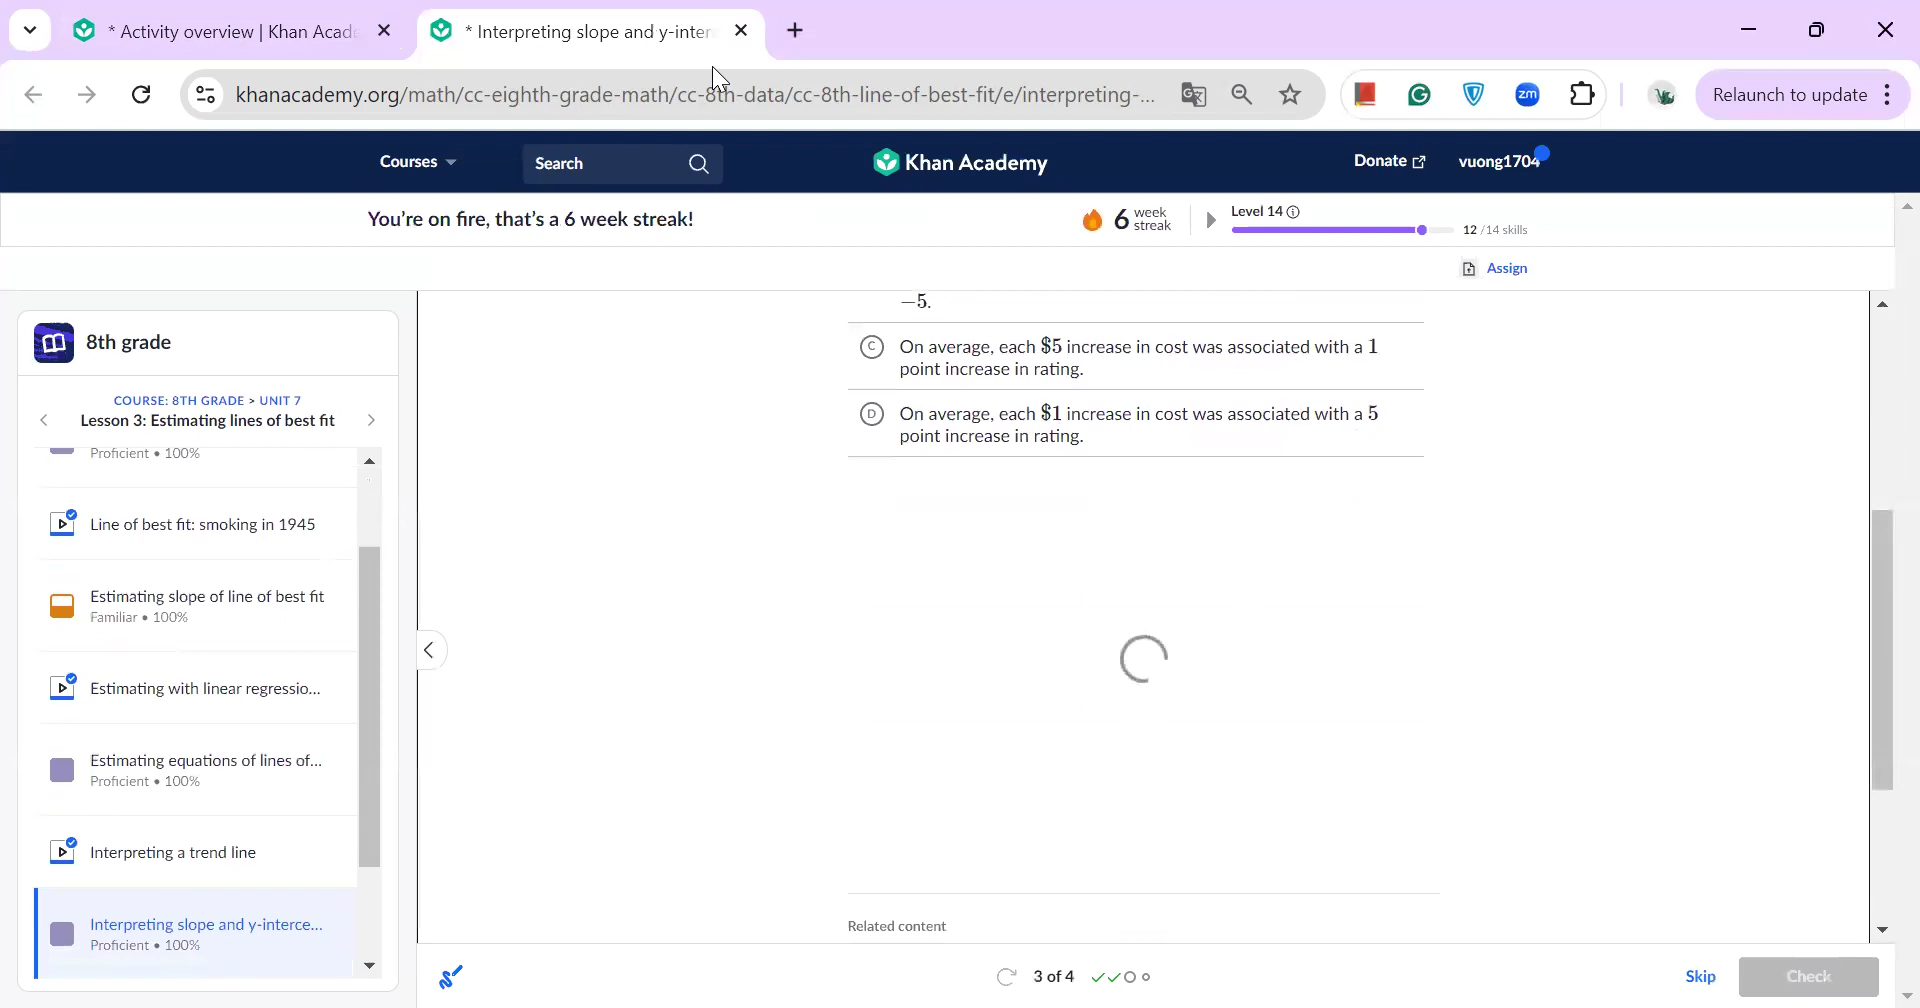 * Activity overview | Khan Acad
* Interpreting slope and y-inter
khanacademy.org/math/cc-eighth-grade-math/cc-8th-data/cc-8th-line-of-best-fit/e/interpreting-...
zm
Relaunch to update
Courses
Search
Khan Academy
Donate
vuong1704
You're on fire, that's a 6 week streak!
6 week streak
Level 14
12 /14 skills
Assign
8th grade
COURSE: 8TH GRADE > UNIT 7
Lesson 3: Estimating lines of best fit
Proficient • 100%
Line of best fit: smoking in 1945
Estimating slope of line of best fit
Familiar • 100%
Estimating with linear regressio...
Estimating equations of lines of...
Proficient • 100%
Interpreting a trend line
Interpreting slope and y-interce...
Proficient • 100%
−5.
C On average, each $5 increase in cost was associated with a 1
point increase in rating.
D On average, each $1 increase in cost was associated with a 5
point increase in rating.
Related content
3 of 4
Skip
Check